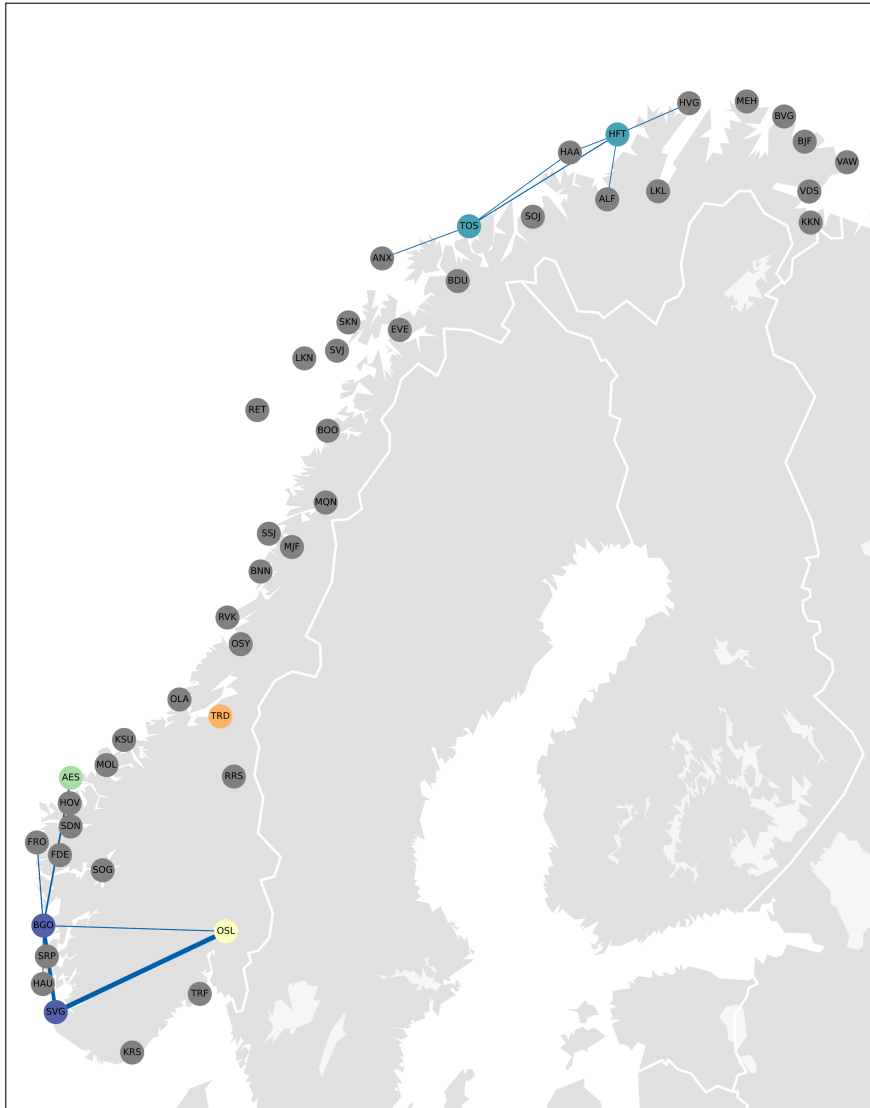 HVG
MEH
BVG
HFT
BJF
HAA
VAW
LKL
VDS
ALF
SOJ
KKN
TOS
ANX
BDU
SKN
EVE
SVJ
LKN
RET
BOO
MQN
SSJ
MJF
BNN
RVK
OSY
OLA
TRD
KSU
MOL
AES
RRS
HOV
SDN
FRO
FDE
SOG
BGO
OSL
SRP
HAU
TRF
SVG
KRS